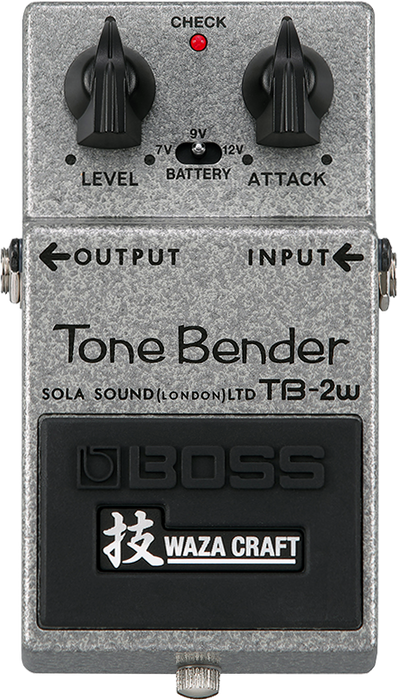 CHECK
9V
7V 12V
LEVEL BATTERY ATTACK
←OUTPUT INPUT←
Tone Bender
SOLA SOUND(LONDON)LTD TB-2w
BOSS
技 WAZA CRAFT